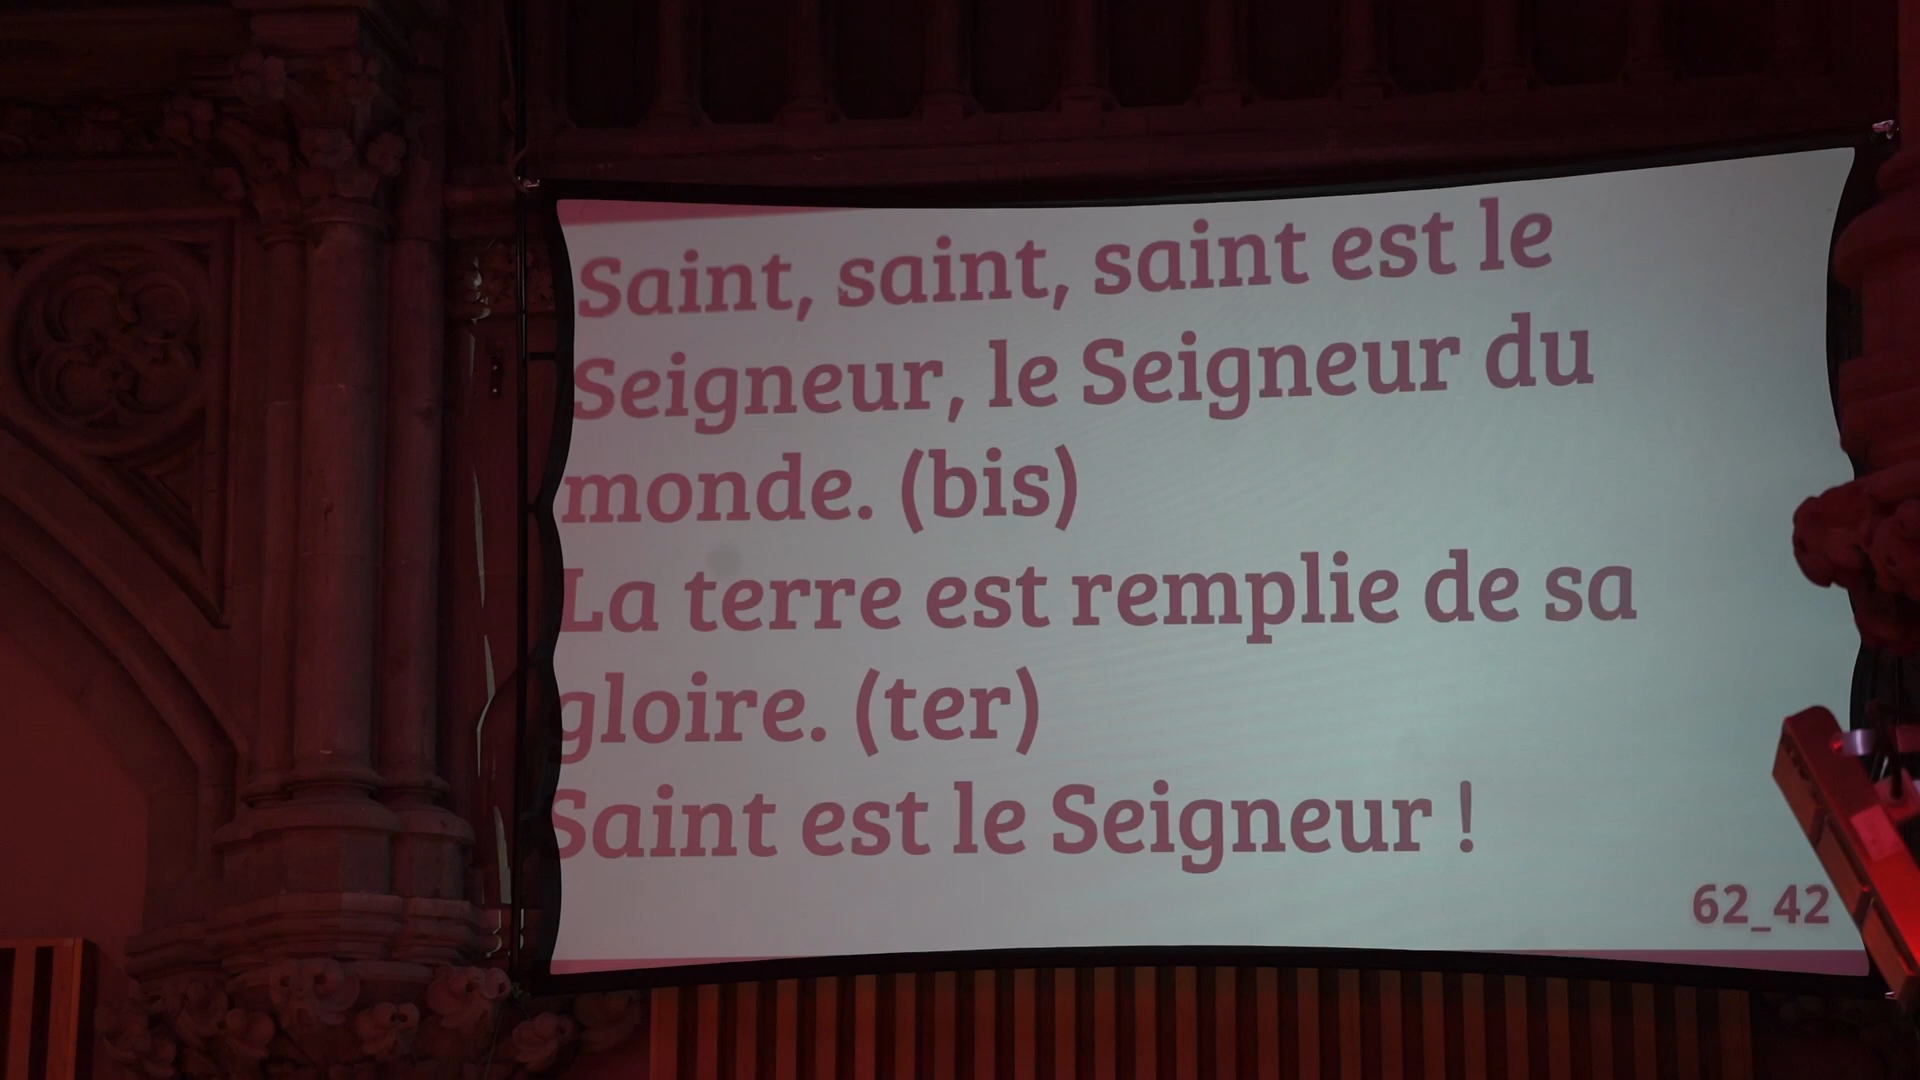 Saint, saint, saint est le
Seigneur, le Seigneur du
monde. (bis)
La terre est remplie de sa
gloire. (ter)
Saint est le Seigneur !
62_42